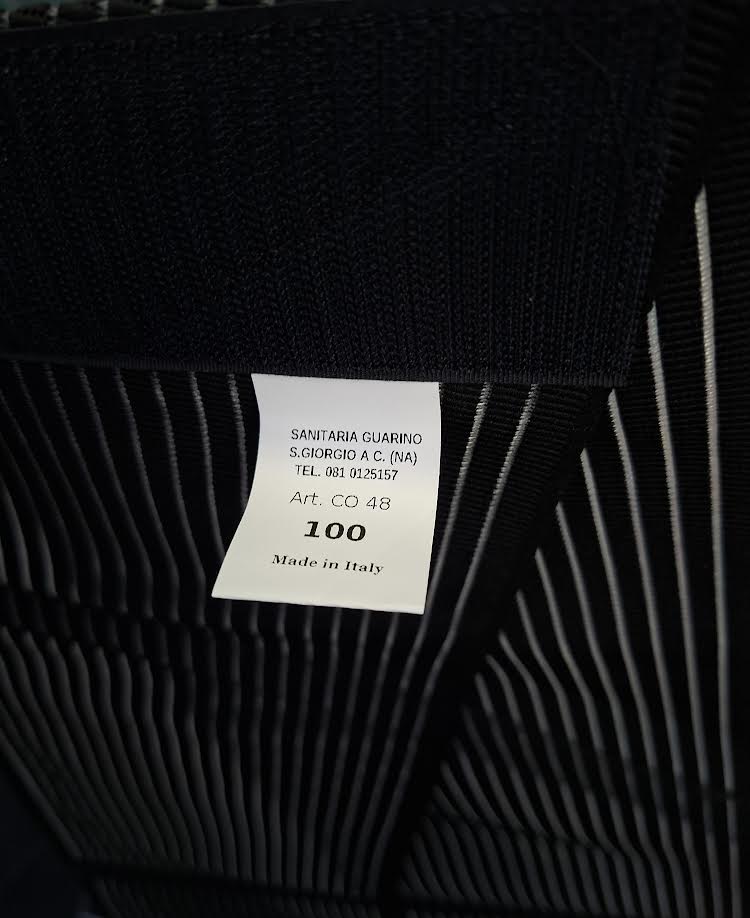 SANITARIA GUARINO
S.GIORGIO A C. (NA)
TEL. 081 0125157
Art. CO 48
100
Made in Italy